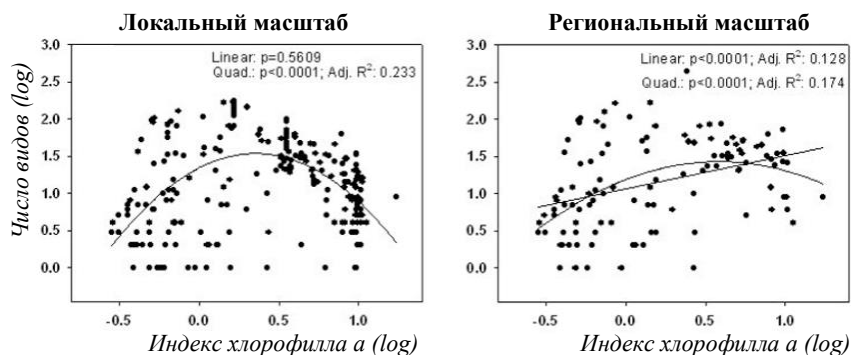 Локальный масштаб
Linear: p=0.5609
Quad.: p<0.0001; Adj. R²: 0.233
3.0
2.5
2.0
1.5
1.0
0.5
0.0
-0.5 0.0 0.5 1.0
Число видов (log)
Индекс хлорофилла a (log)
Региональный масштаб
Linear: p<0.0001; Adj. R²: 0.128
Quad.: p<0.0001; Adj. R²: 0.174
3.0
2.5
2.0
1.5
1.0
0.5
0.0
-0.5 0.0 0.5 1.0
Индекс хлорофилла a (log)